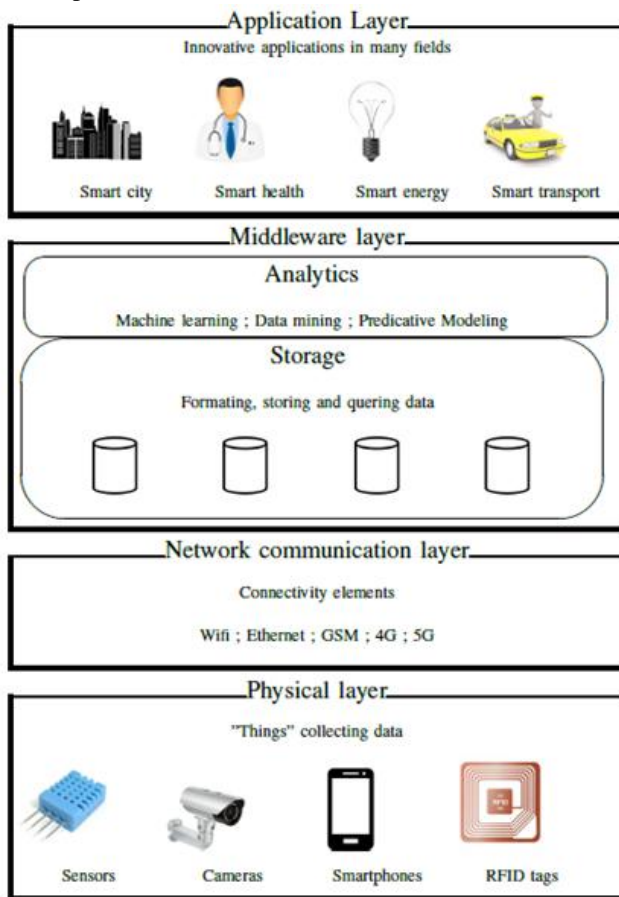 Application Layer
Innovative applications in many fields
Smart city Smart health Smart energy Smart transport
Middleware layer
Analytics
Machine learning ; Data mining ; Predicative Modeling
Storage
Formating, storing and quering data
Network communication layer
Connectivity elements
Wifi ; Ethernet ; GSM ; 4G ; 5G
Physical layer
"Things" collecting data
Sensors Cameras Smartphones RFID tags